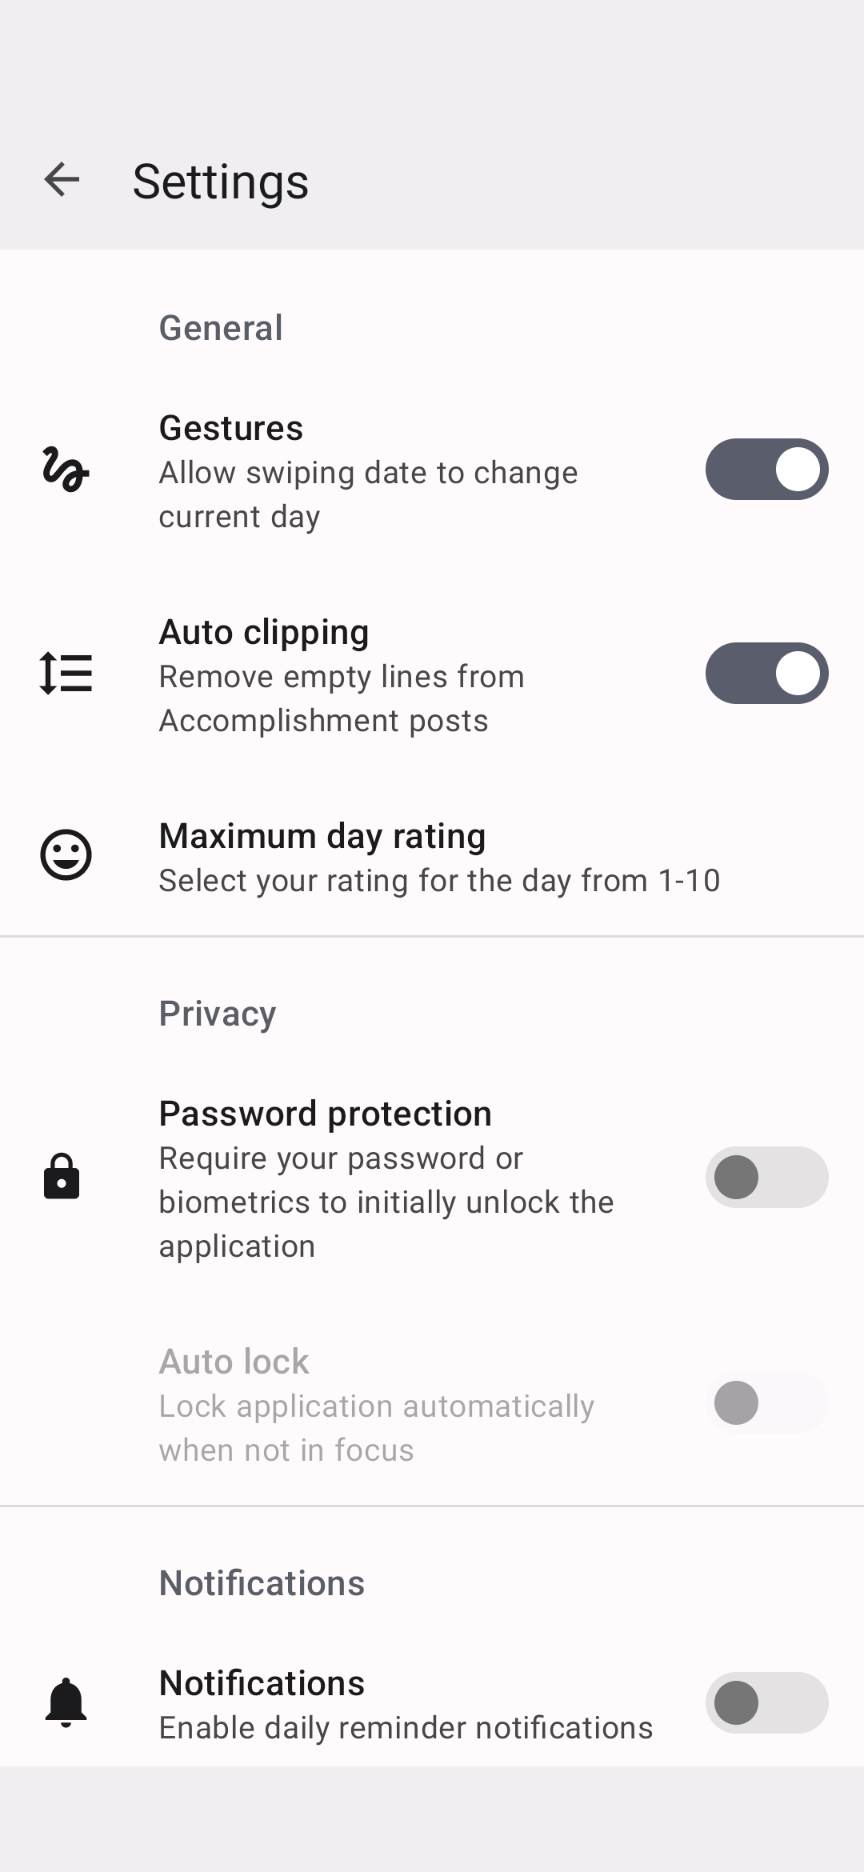 Settings
General
Gestures
Allow swiping date to change
current day
Auto clipping
Remove empty lines from
Accomplishment posts
Maximum day rating
Select your rating for the day from 1-10
Privacy
Password protection
Require your password or
biometrics to initially unlock the
application
Auto lock
Lock application automatically
when not in focus
Notifications
Notifications
Enable daily reminder notifications